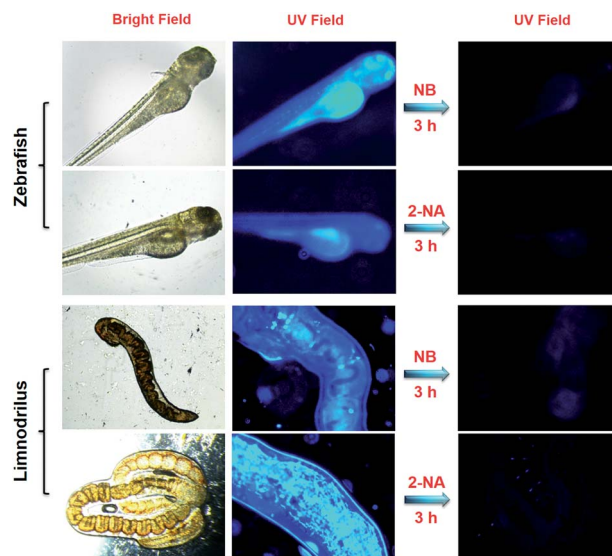 Bright Field
UV Field
UV Field
Zebrafish
NB
3 h
2-NA
3 h
Limnodrilus
NB
3 h
2-NA
3 h